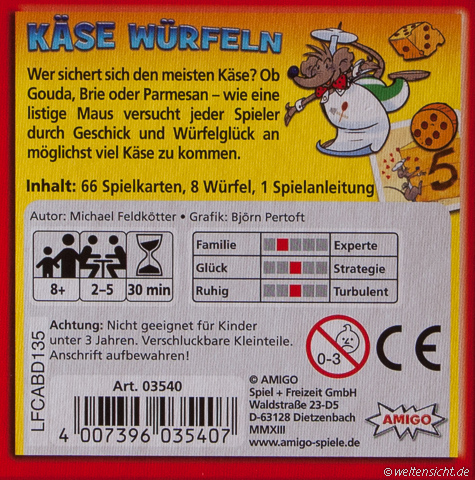 KÄSE WÜRFELN
Wer sichert sich den meisten Käse? Ob
Gouda, Brie oder Parmesan – wie eine
listige Maus versucht jeder Spieler
durch Geschick und Würfelglück an
möglichst viel Käse zu kommen.
5
Inhalt: 66 Spielkarten, 8 Würfel, 1 Spielanleitung
Autor: Michael Feldkötter • Grafik: Björn Pertoft
8+
2–5
30 min
Familie Experte
Glück Strategie
Ruhig Turbulent
Achtung: Nicht geeignet für Kinder
unter 3 Jahren. Verschluckbare Kleinteile.
Anschrift aufbewahren!
0-3
CE
LFCABD135
Art. 03540
4 007396 035407
© AMIGO
Spiel + Freizeit GmbH
Waldstraße 23-D5
D-63128 Dietzenbach
MMXIII
www.amigo-spiele.de
AMIGO
©weltensicht.de